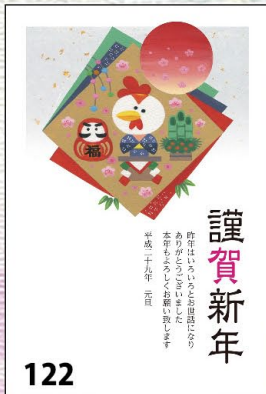 福
謹賀新年
昨年はいろいろとお世話になり
ありがとうございました
本年もよろしくお願い致します
平成二十九年 元旦
122